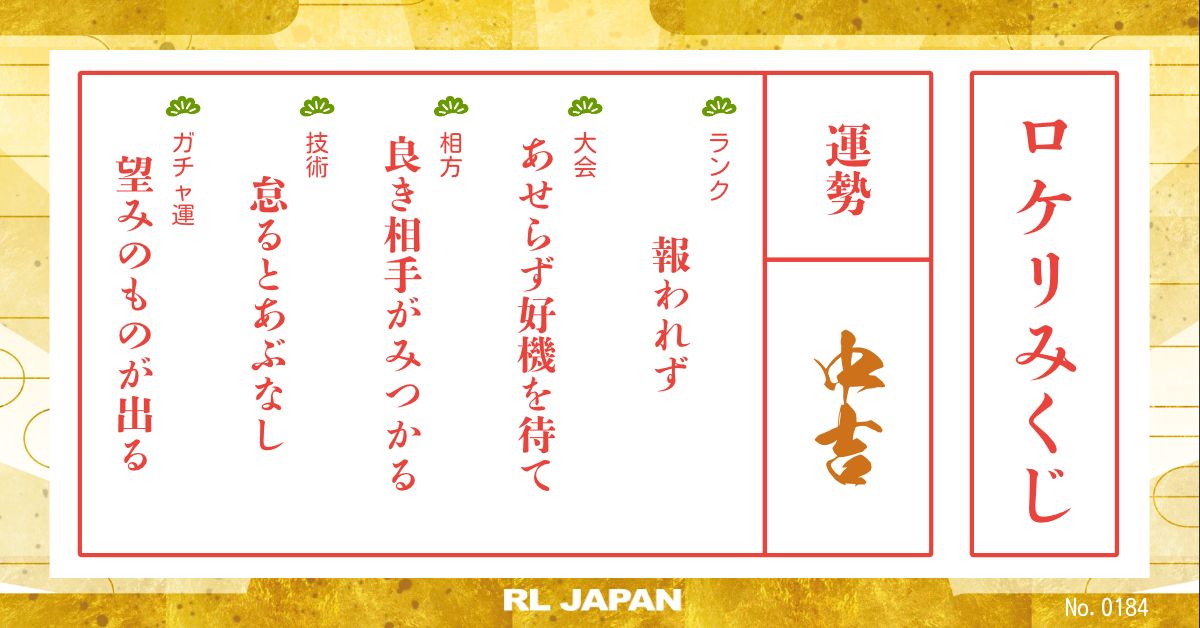 ロケリみくじ
運勢
中吉
ランク
報われず
大会
あせらず好機を待て
相方
良き相手がみつかる
技術
怠るとあぶなし
ガチャ運
望みのものが出る
RL JAPAN
No. 0184